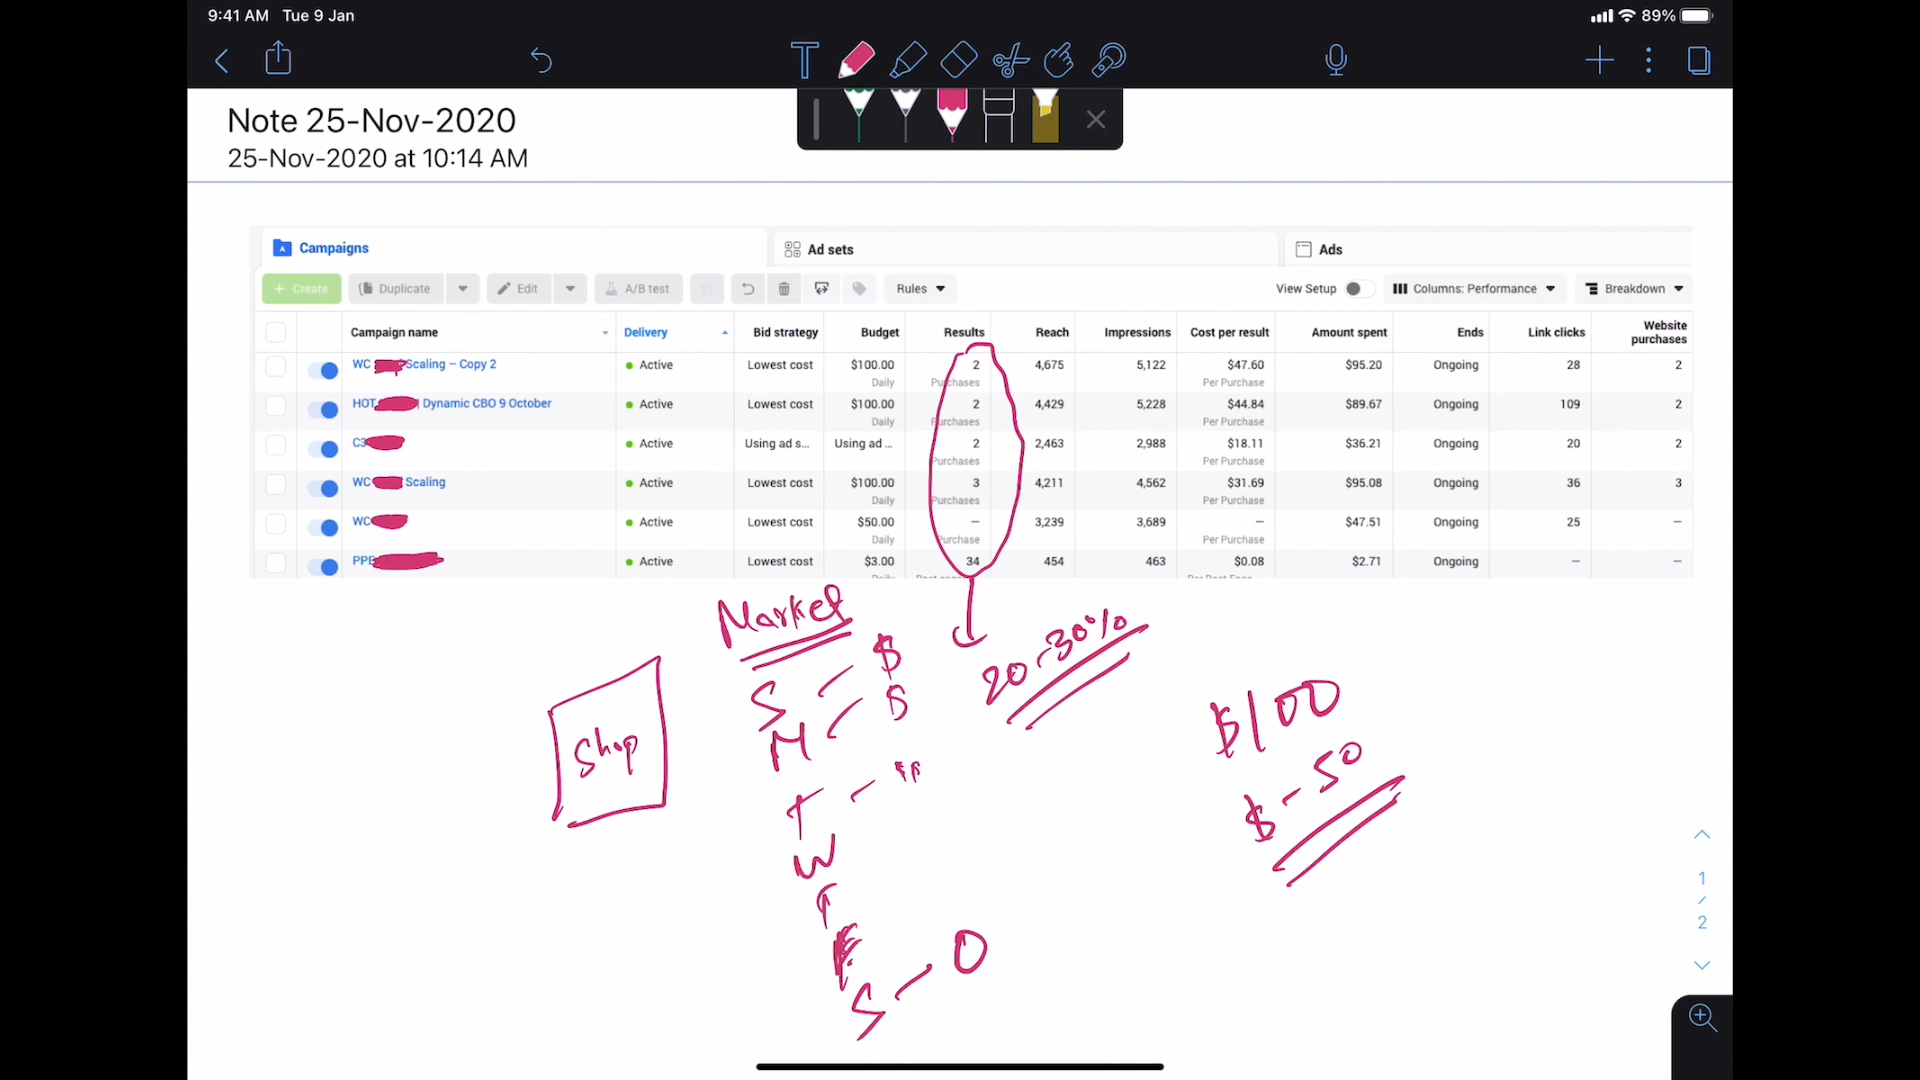 9:41 AM Tue 9 Jan 89%
T
Note 25-Nov-2020
25-Nov-2020 at 10:14 AM
Campaigns Ad sets Ads
+ Create Duplicate Edit A/B test Rules View Setup Columns: Performance Breakdown
Campaign name Delivery Bid strategy Budget Results Reach Impressions Cost per result Amount spent Ends Link clicks Website purchases
WC Scaling – Copy 2 Active Lowest cost $100.00 2 4,675 5,122 $47.60 $95.20 Ongoing 28 2
Daily Purchases Per Purchase
HOT | Dynamic CBO 9 October Active Lowest cost $100.00 2 4,429 5,228 $44.84 $89.67 Ongoing 109 2
Daily Purchases Per Purchase
C3 Active Using ad s... Using ad ... 2 2,463 2,988 $18.11 $36.21 Ongoing 20 2
Purchases Per Purchase
WC Scaling Active Lowest cost $100.00 3 4,211 4,562 $31.69 $95.08 Ongoing 36 3
Daily Purchases Per Purchase
WC Active Lowest cost $50.00 – 3,239 3,689 – $47.51 Ongoing 25 –
Daily Purchase Per Purchase
PPE Active Lowest cost $3.00 34 454 463 $0.08 $2.71 Ongoing – –
Market
20-30%
S – $
M – $
Shop
$100
$ - 50
T –
W
T
F
S – 0
1
/
2